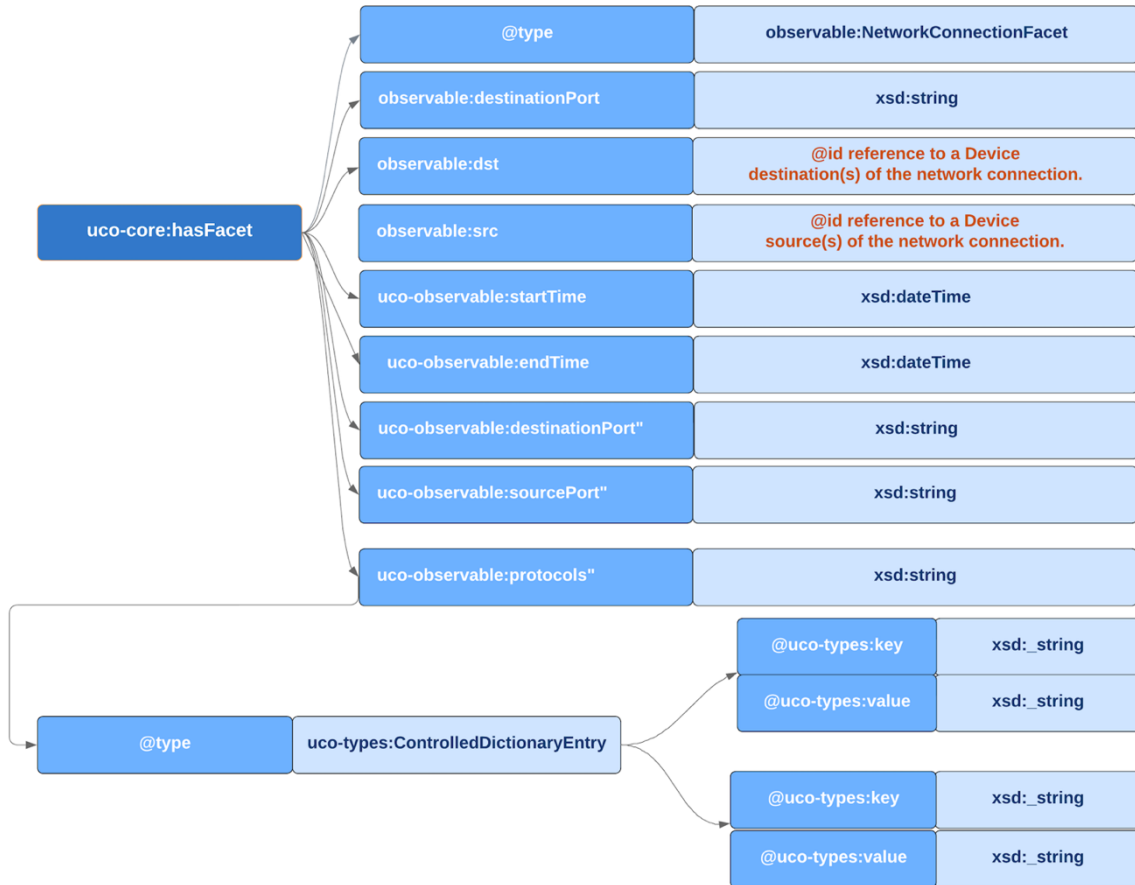 @type
observable:NetworkConnectionFacet
observable:destinationPort
xsd:string
observable:dst
@id reference to a Device
destination(s) of the network connection.
uco-core:hasFacet
observable:src
@id reference to a Device
source(s) of the network connection.
uco-observable:startTime
xsd:dateTime
uco-observable:endTime
xsd:dateTime
uco-observable:destinationPort"
xsd:string
uco-observable:sourcePort"
xsd:string
uco-observable:protocols"
xsd:string
@uco-types:key
xsd:_string
@uco-types:value
xsd:_string
@type
uco-types:ControlledDictionaryEntry
@uco-types:key
xsd:_string
@uco-types:value
xsd:_string